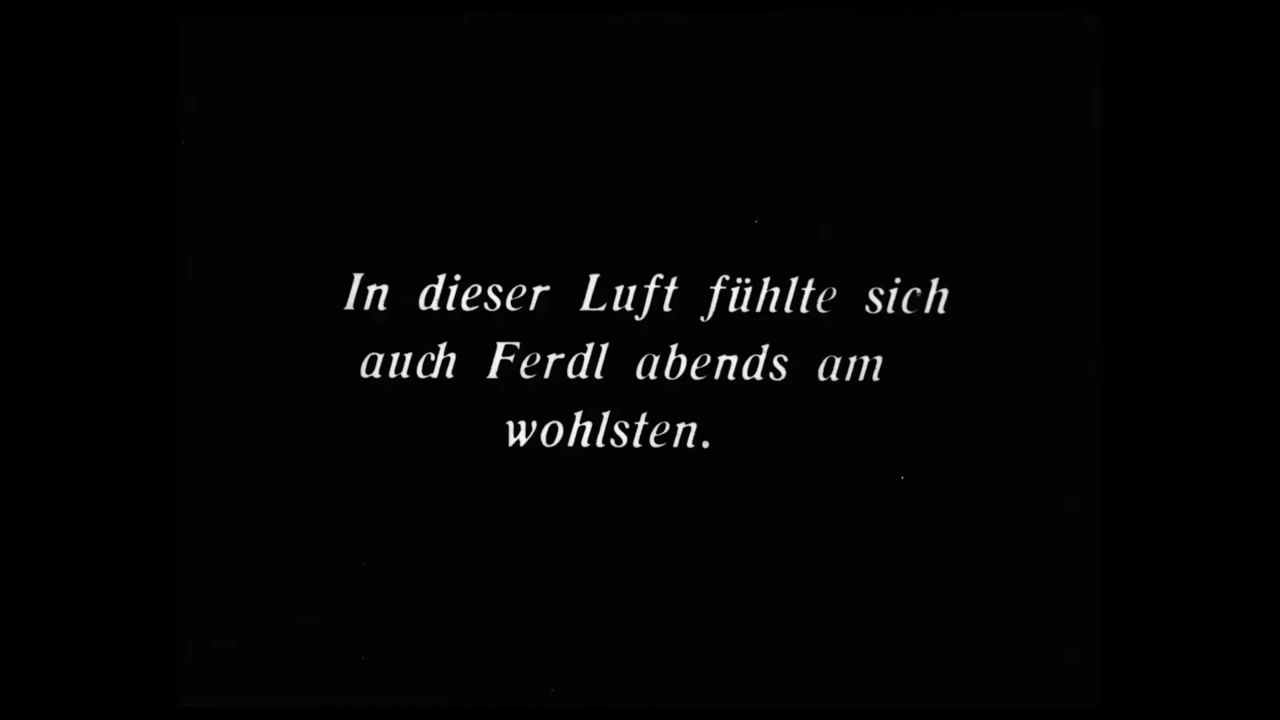 In dieser Luft fühlte sich
auch Ferdl abends am
wohlsten.